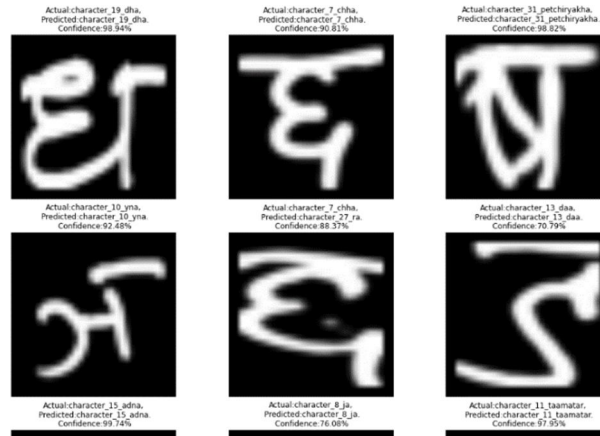 Actual:character_19_dha,
Predicted:character_19_dha.
Confidence:98.94%
Actual:character_7_chha,
Predicted:character_7_chha.
Confidence:90.81%
Actual:character_31_petchiryakha,
Predicted:character_31_petchiryakha.
Confidence:98.82%
ध
छ
ष
Actual:character_10_yna,
Predicted:character_10_yna.
Confidence:92.48%
Actual:character_7_chha,
Predicted:character_27_ra.
Confidence:88.37%
Actual:character_13_daa,
Predicted:character_13_daa.
Confidence:70.79%
ञ
छ
ड
Actual:character_15_adna,
Predicted:character_15_adna.
Confidence:99.74%
Actual:character_8_ja,
Predicted:character_8_ja.
Confidence:76.08%
Actual:character_11_taamatar,
Predicted:character_11_taamatar.
Confidence:97.95%